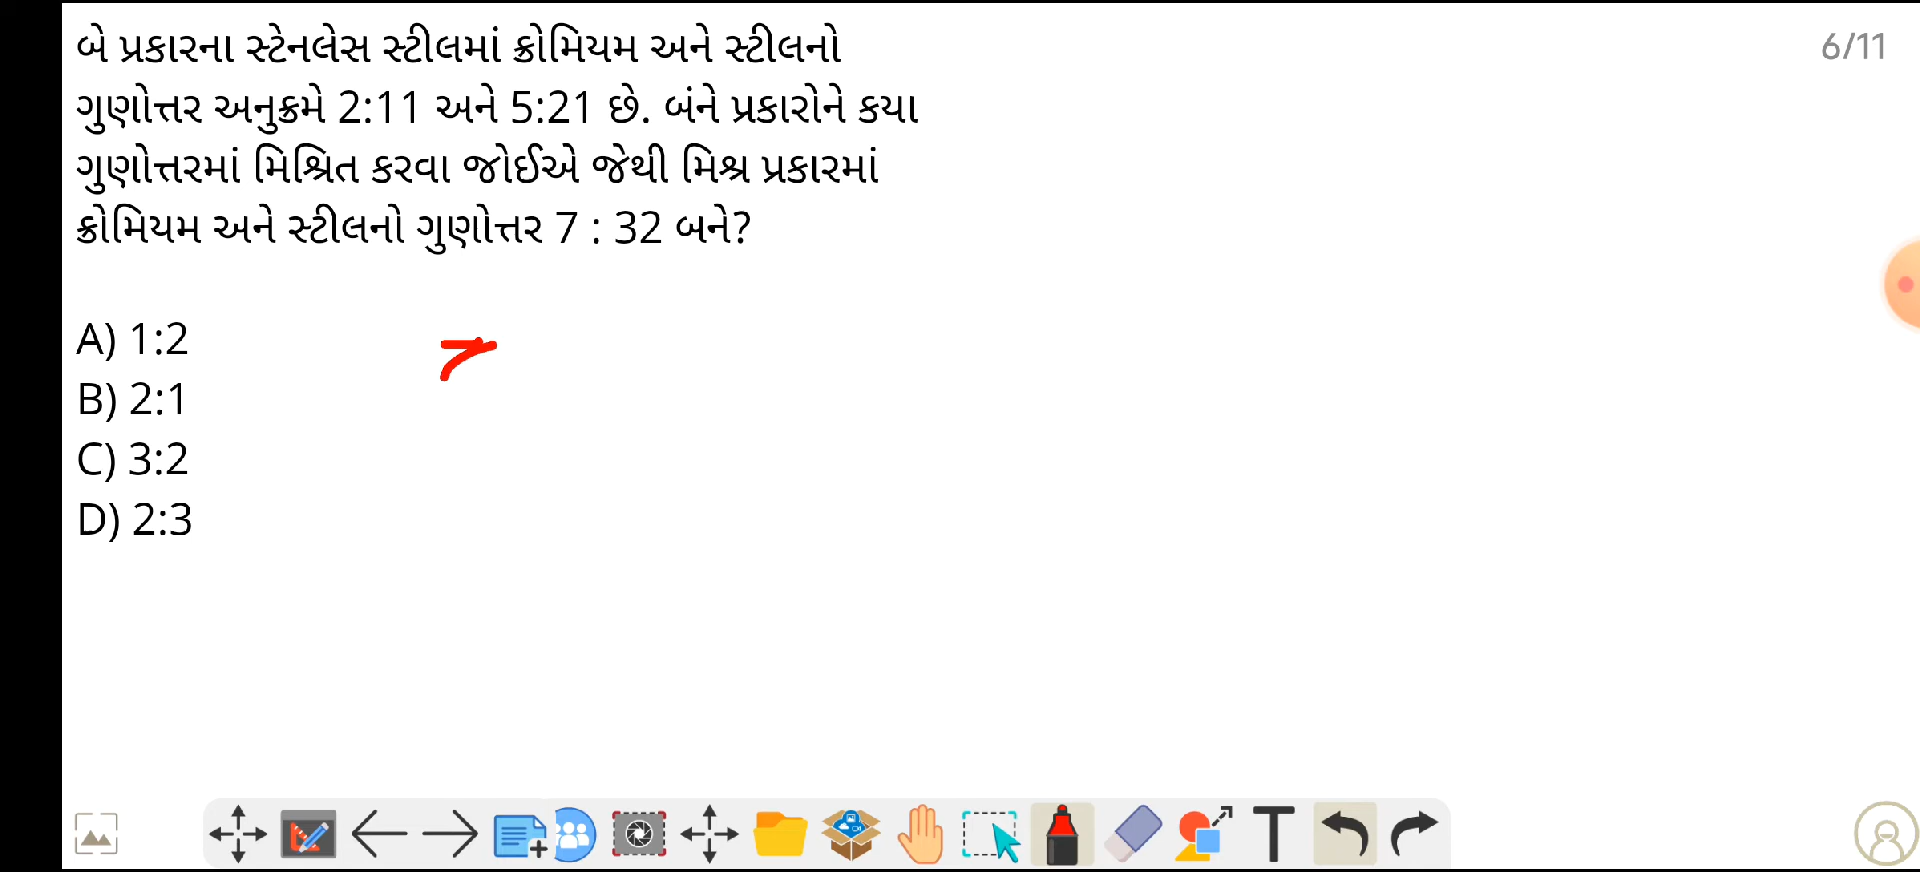 બે પ્રકારના સ્ટેનલેસ સ્ટીલમાં ક્રોમિયમ અને સ્ટીલનો
6/11
ગુણોત્તર અનુક્રમે 2:11 અને 5:21 છે. બંને પ્રકારોને કયા
ગુણોત્તરમાં મિશ્રિત કરવા જોઈએ જેથી મિશ્ર પ્રકારમાં
ક્રોમિયમ અને સ્ટીલનો ગુણોત્તર 7 : 32 બને?
A) 1:2
B) 2:1
C) 3:2
D) 2:3